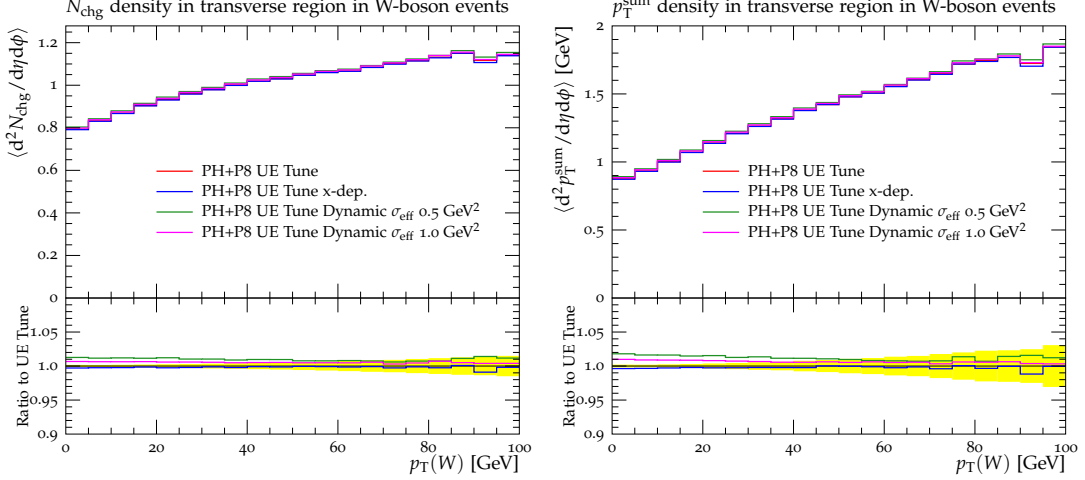 N_chg density in transverse region in W-boson events
⟨d²N_chg/dηdϕ⟩
1.2
1
0.8
0.6
0.4
0.2
0
PH+P8 UE Tune
PH+P8 UE Tune x-dep.
PH+P8 UE Tune Dynamic σ_eff 0.5 GeV²
PH+P8 UE Tune Dynamic σ_eff 1.0 GeV²
Ratio to UE Tune
1.05
1.0
0.95
0.9
0 20 40 60 80 100
p_T(W) [GeV]
p_T^sum density in transverse region in W-boson events
⟨d²p_T^sum/dηdϕ⟩ [GeV]
2
1.5
1
0.5
0
PH+P8 UE Tune
PH+P8 UE Tune x-dep.
PH+P8 UE Tune Dynamic σ_eff 0.5 GeV²
PH+P8 UE Tune Dynamic σ_eff 1.0 GeV²
Ratio to UE Tune
1.05
1.0
0.95
0.9
0 20 40 60 80 100
p_T(W) [GeV]